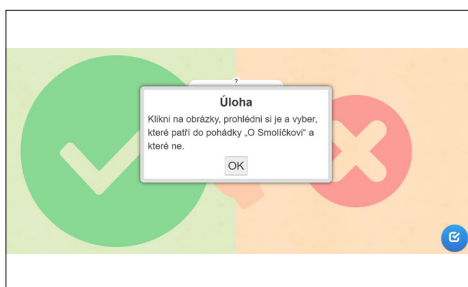 ?
Úloha
Klikni na obrázky, prohlédni si je a vyber,
které patří do pohádky „O Smolíčkovi“ a
které ne.
OK